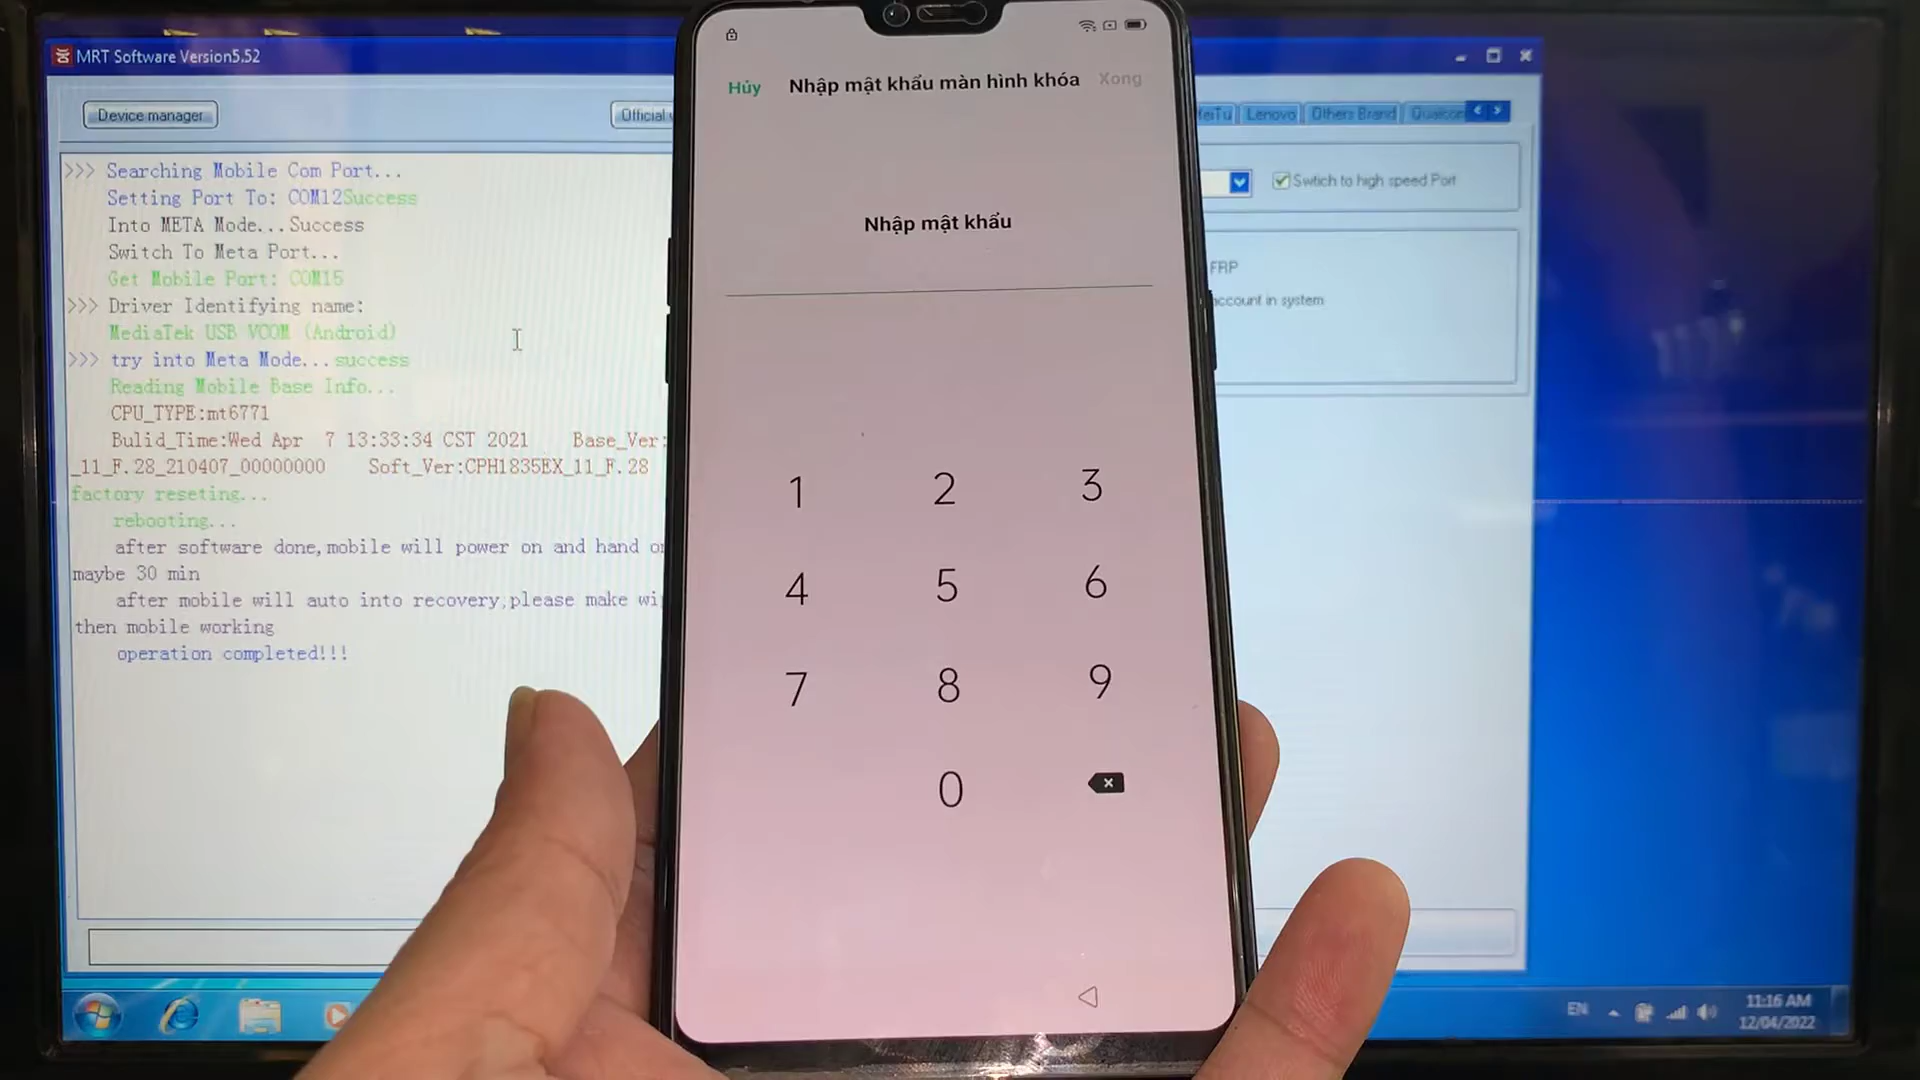 MRT Software Version5.52
Device manager
Official
Lenovo
Others Brand
>>> Searching Mobile Com Port...
Setting Port To: COM12Success
Into META Mode...Success
Switch To Meta Port...
Get Mobile Port: COM15
>>> Driver Identifying name:
MediaTek USB VCOM (Android)
>>> try into Meta Mode...success
Reading Mobile Base Info...
CPU_TYPE:mt6771
Bulid_Time:Wed Apr 7 13:33:34 CST 2021 Base_Ver:
_11_F.28_210407_00000000 Soft_Ver:CPH1835EX_11_F.28
factory reseting...
rebooting...
after software done,mobile will power on and hand
maybe 30 min
after mobile will auto into recovery,please make
then mobile working
operation completed!!!
Switch to high speed Port
FRP
account in system
Hủy
Nhập mật khẩu màn hình khóa
Xong
Nhập mật khẩu
1 2 3
4 5 6
7 8 9
0
EN
11:16 AM
12/04/2022